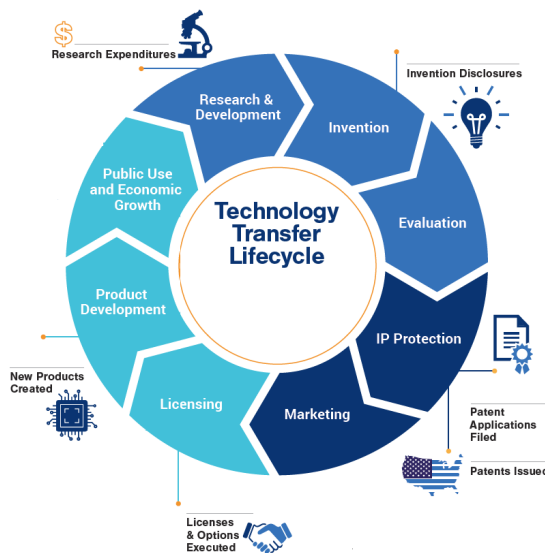 $
Research Expenditures
Invention Disclosures
Research &
Development
Invention
Public Use
and Economic
Growth
Technology
Transfer
Lifecycle
Evaluation
Product
Development
IP Protection
New Products
Created
Licensing
Marketing
Patent
Applications
Filed
Patents Issued
Licenses
& Options
Executed